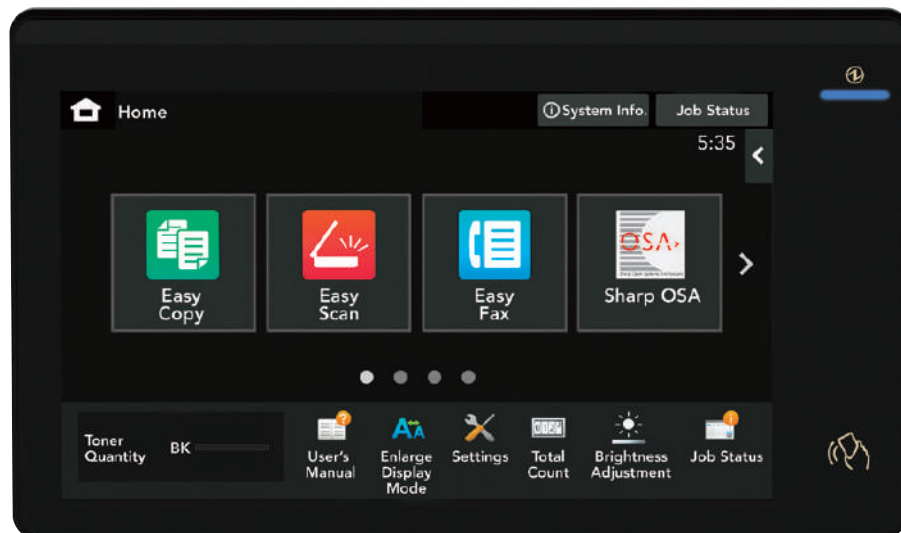 Home
System Info.
Job Status
5:35
Easy
Copy
Easy
Scan
Easy
Fax
OSA
Sharp OSA
Toner
Quantity
BK
User's
Manual
Enlarge
Display
Mode
Settings
Total
Count
Brightness
Adjustment
Job Status